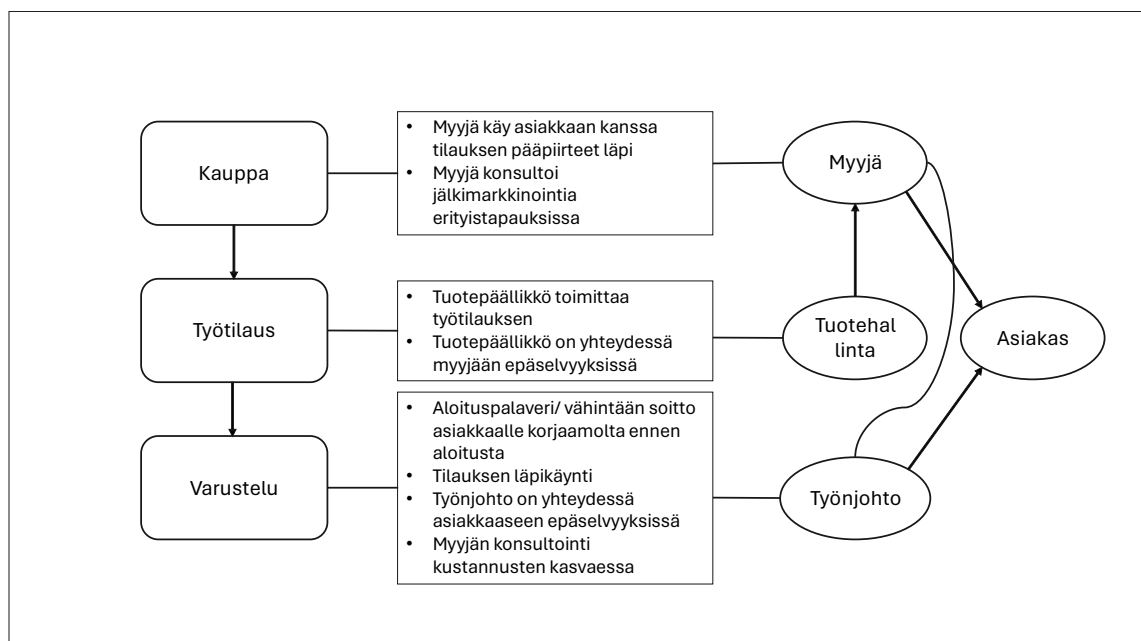 Kauppa
• Myyjä käy asiakkaan kanssa
tilauksen pääpiirteet läpi
• Myyjä konsultoi
jälkimarkkinointia
erityistapauksissa
Myyjä
Työtilaus
• Tuotepäällikkö toimittaa
työtilauksen
• Tuotepäällikkö on yhteydessä
myyjään epäselvyyksissä
Tuotehal
linta
Asiakas
Varustelu
• Aloituspalaveri/ vähintään soitto
asiakkaalle korjaamolta ennen
aloitusta
• Tilauksen läpikäynti
• Työnjohto on yhteydessä
asiakkaaseen epäselvyyksissä
• Myyjän konsultointi
kustannusten kasvaessa
Työnjohto